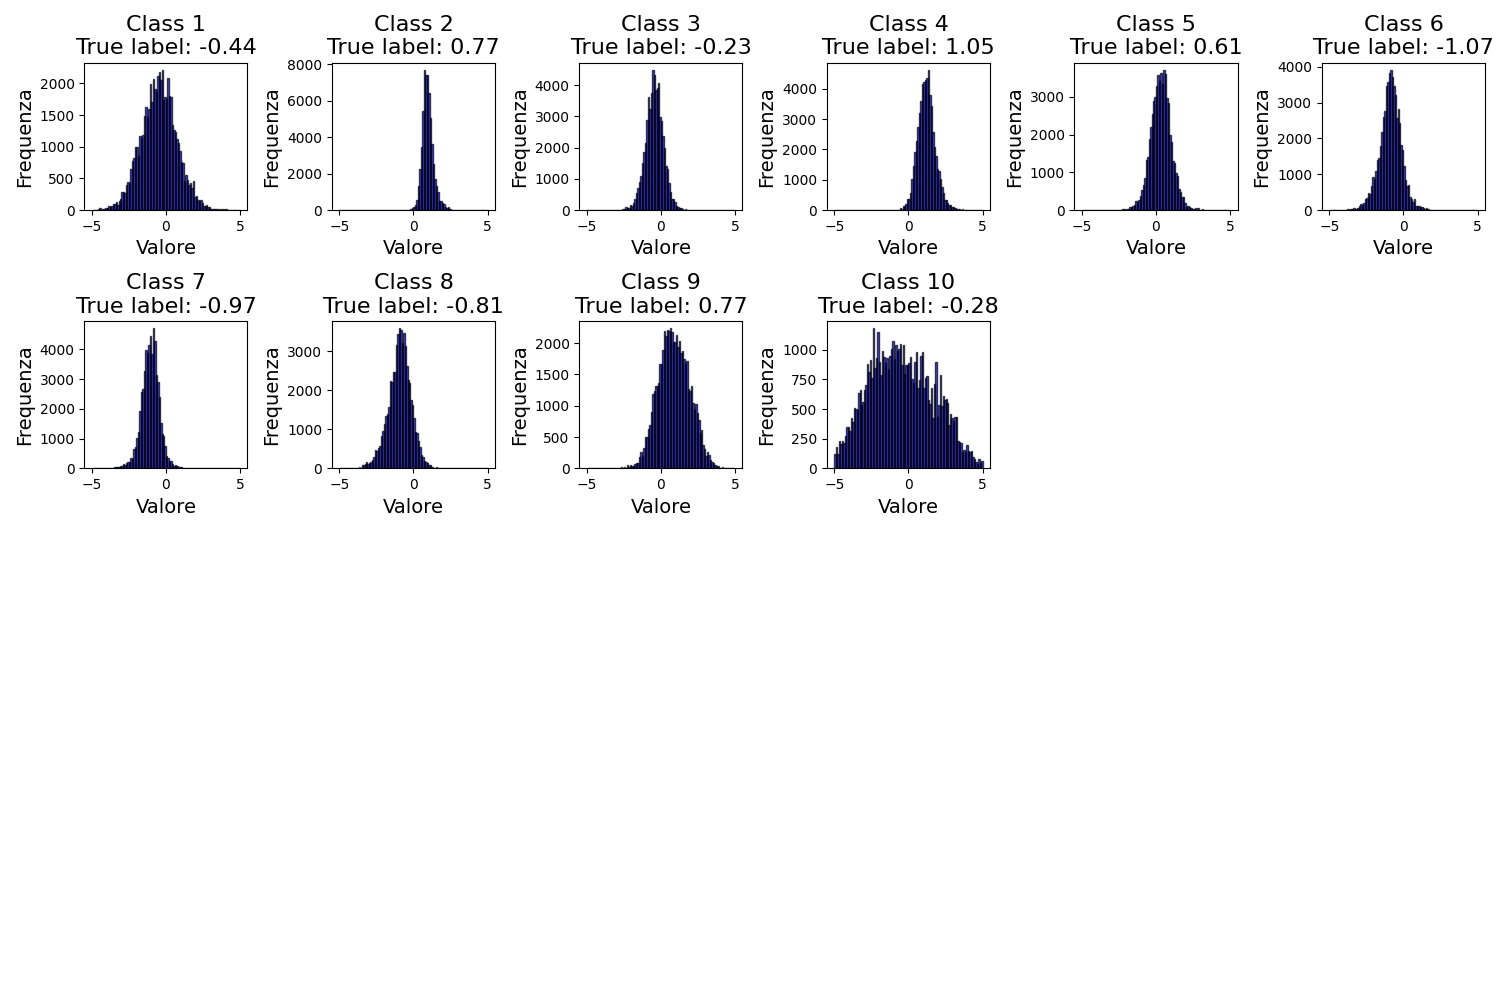 Class 1
True label: -0.44
Class 2
True label: 0.77
Class 3
True label: -0.23
Class 4
True label: 1.05
Class 5
True label: 0.61
Class 6
True label: -1.07
Frequenza
2000
1500
1000
500
0
−5
0
5
Valore
Frequenza
8000
6000
4000
2000
0
−5
0
5
Valore
Frequenza
4000
3000
2000
1000
0
−5
0
5
Valore
Frequenza
4000
3000
2000
1000
0
−5
0
5
Valore
Frequenza
3000
2000
1000
0
−5
0
5
Valore
Frequenza
4000
3000
2000
1000
0
−5
0
5
Valore
Class 7
True label: -0.97
Class 8
True label: -0.81
Class 9
True label: 0.77
Class 10
True label: -0.28
Frequenza
4000
3000
2000
1000
0
−5
0
5
Valore
Frequenza
3000
2000
1000
0
−5
0
5
Valore
Frequenza
2000
1500
1000
500
0
−5
0
5
Valore
Frequenza
1000
750
500
250
0
−5
0
5
Valore